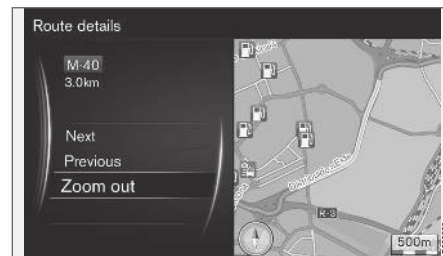 Route details
M-40
3.0km
Next
Previous
Zoom out
R-3
500m